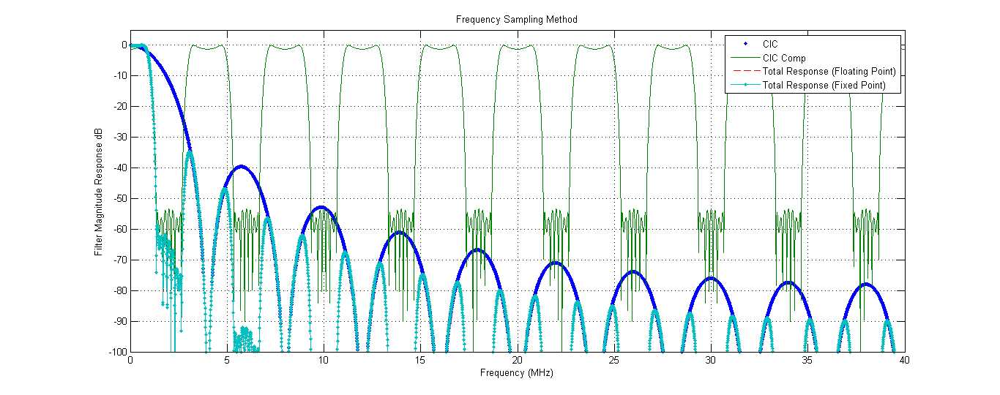 Frequency Sampling Method
CIC
CIC Comp
Total Response (Floating Point)
Total Response (Fixed Point)
Filter Magnitude Response dB
0
-10
-20
-30
-40
-50
-60
-70
-80
-90
-100
0 5 10 15 20 25 30 35 40
Frequency (MHz)